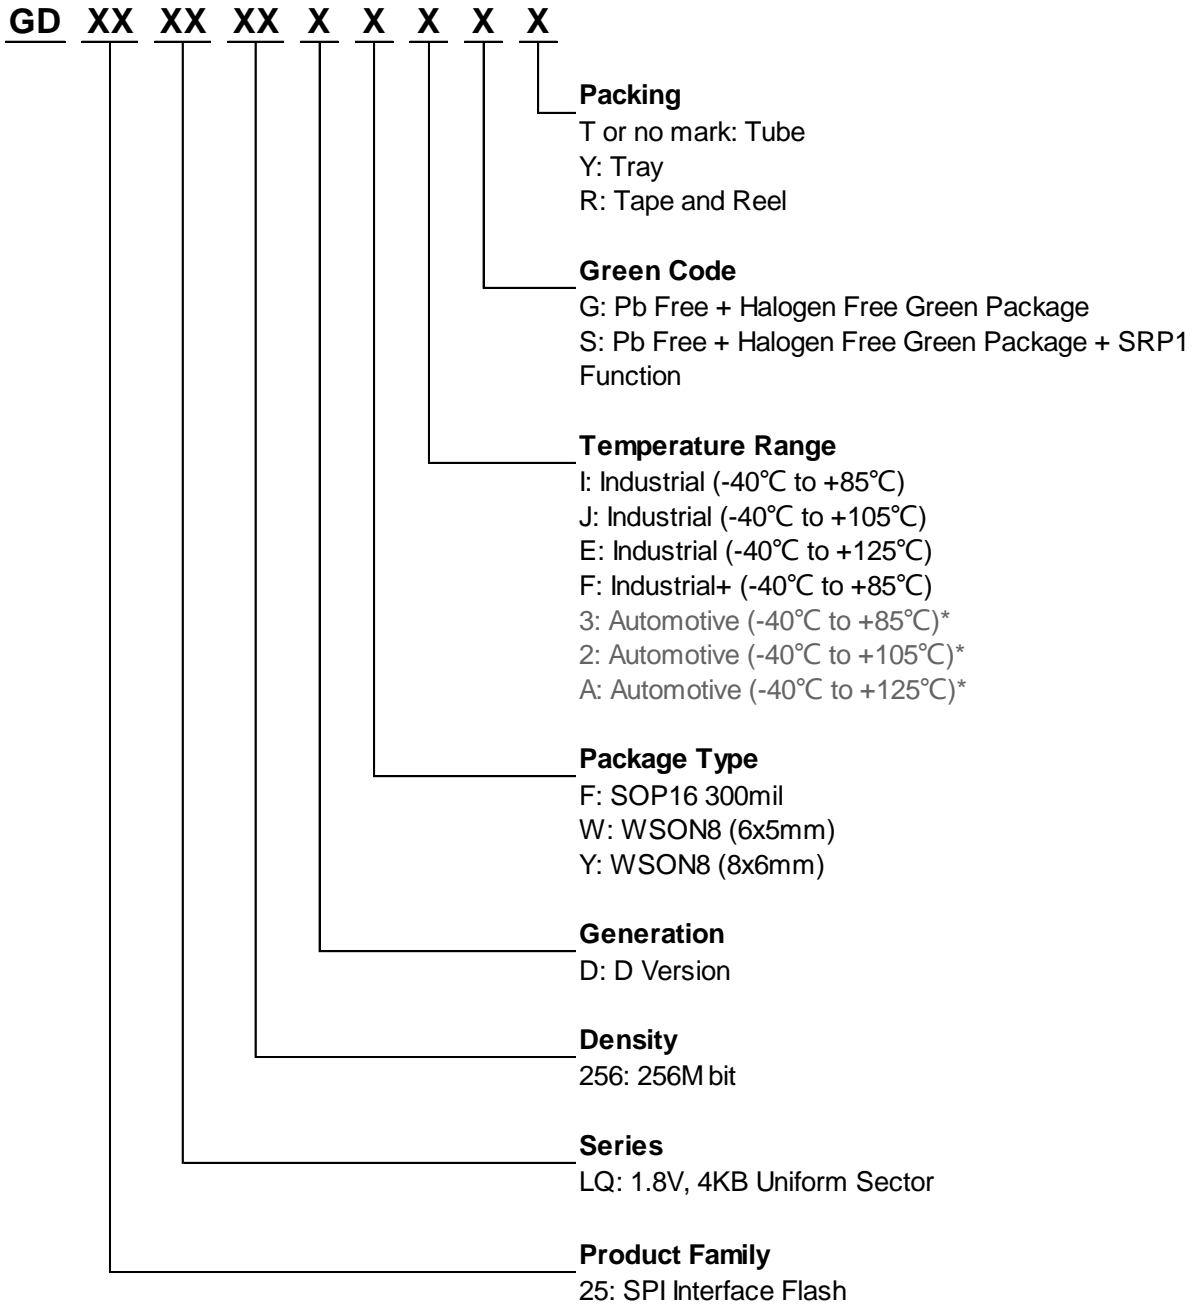 GD XX XX XX X X X X X
Packing
T or no mark: Tube
Y: Tray
R: Tape and Reel
Green Code
G: Pb Free + Halogen Free Green Package
S: Pb Free + Halogen Free Green Package + SRP1
Function
Temperature Range
I: Industrial (-40℃ to +85℃)
J: Industrial (-40℃ to +105℃)
E: Industrial (-40℃ to +125℃)
F: Industrial+ (-40℃ to +85℃)
3: Automotive (-40℃ to +85℃)*
2: Automotive (-40℃ to +105℃)*
A: Automotive (-40℃ to +125℃)*
Package Type
F: SOP16 300mil
W: WSON8 (6x5mm)
Y: WSON8 (8x6mm)
Generation
D: D Version
Density
256: 256M bit
Series
LQ: 1.8V, 4KB Uniform Sector
Product Family
25: SPI Interface Flash